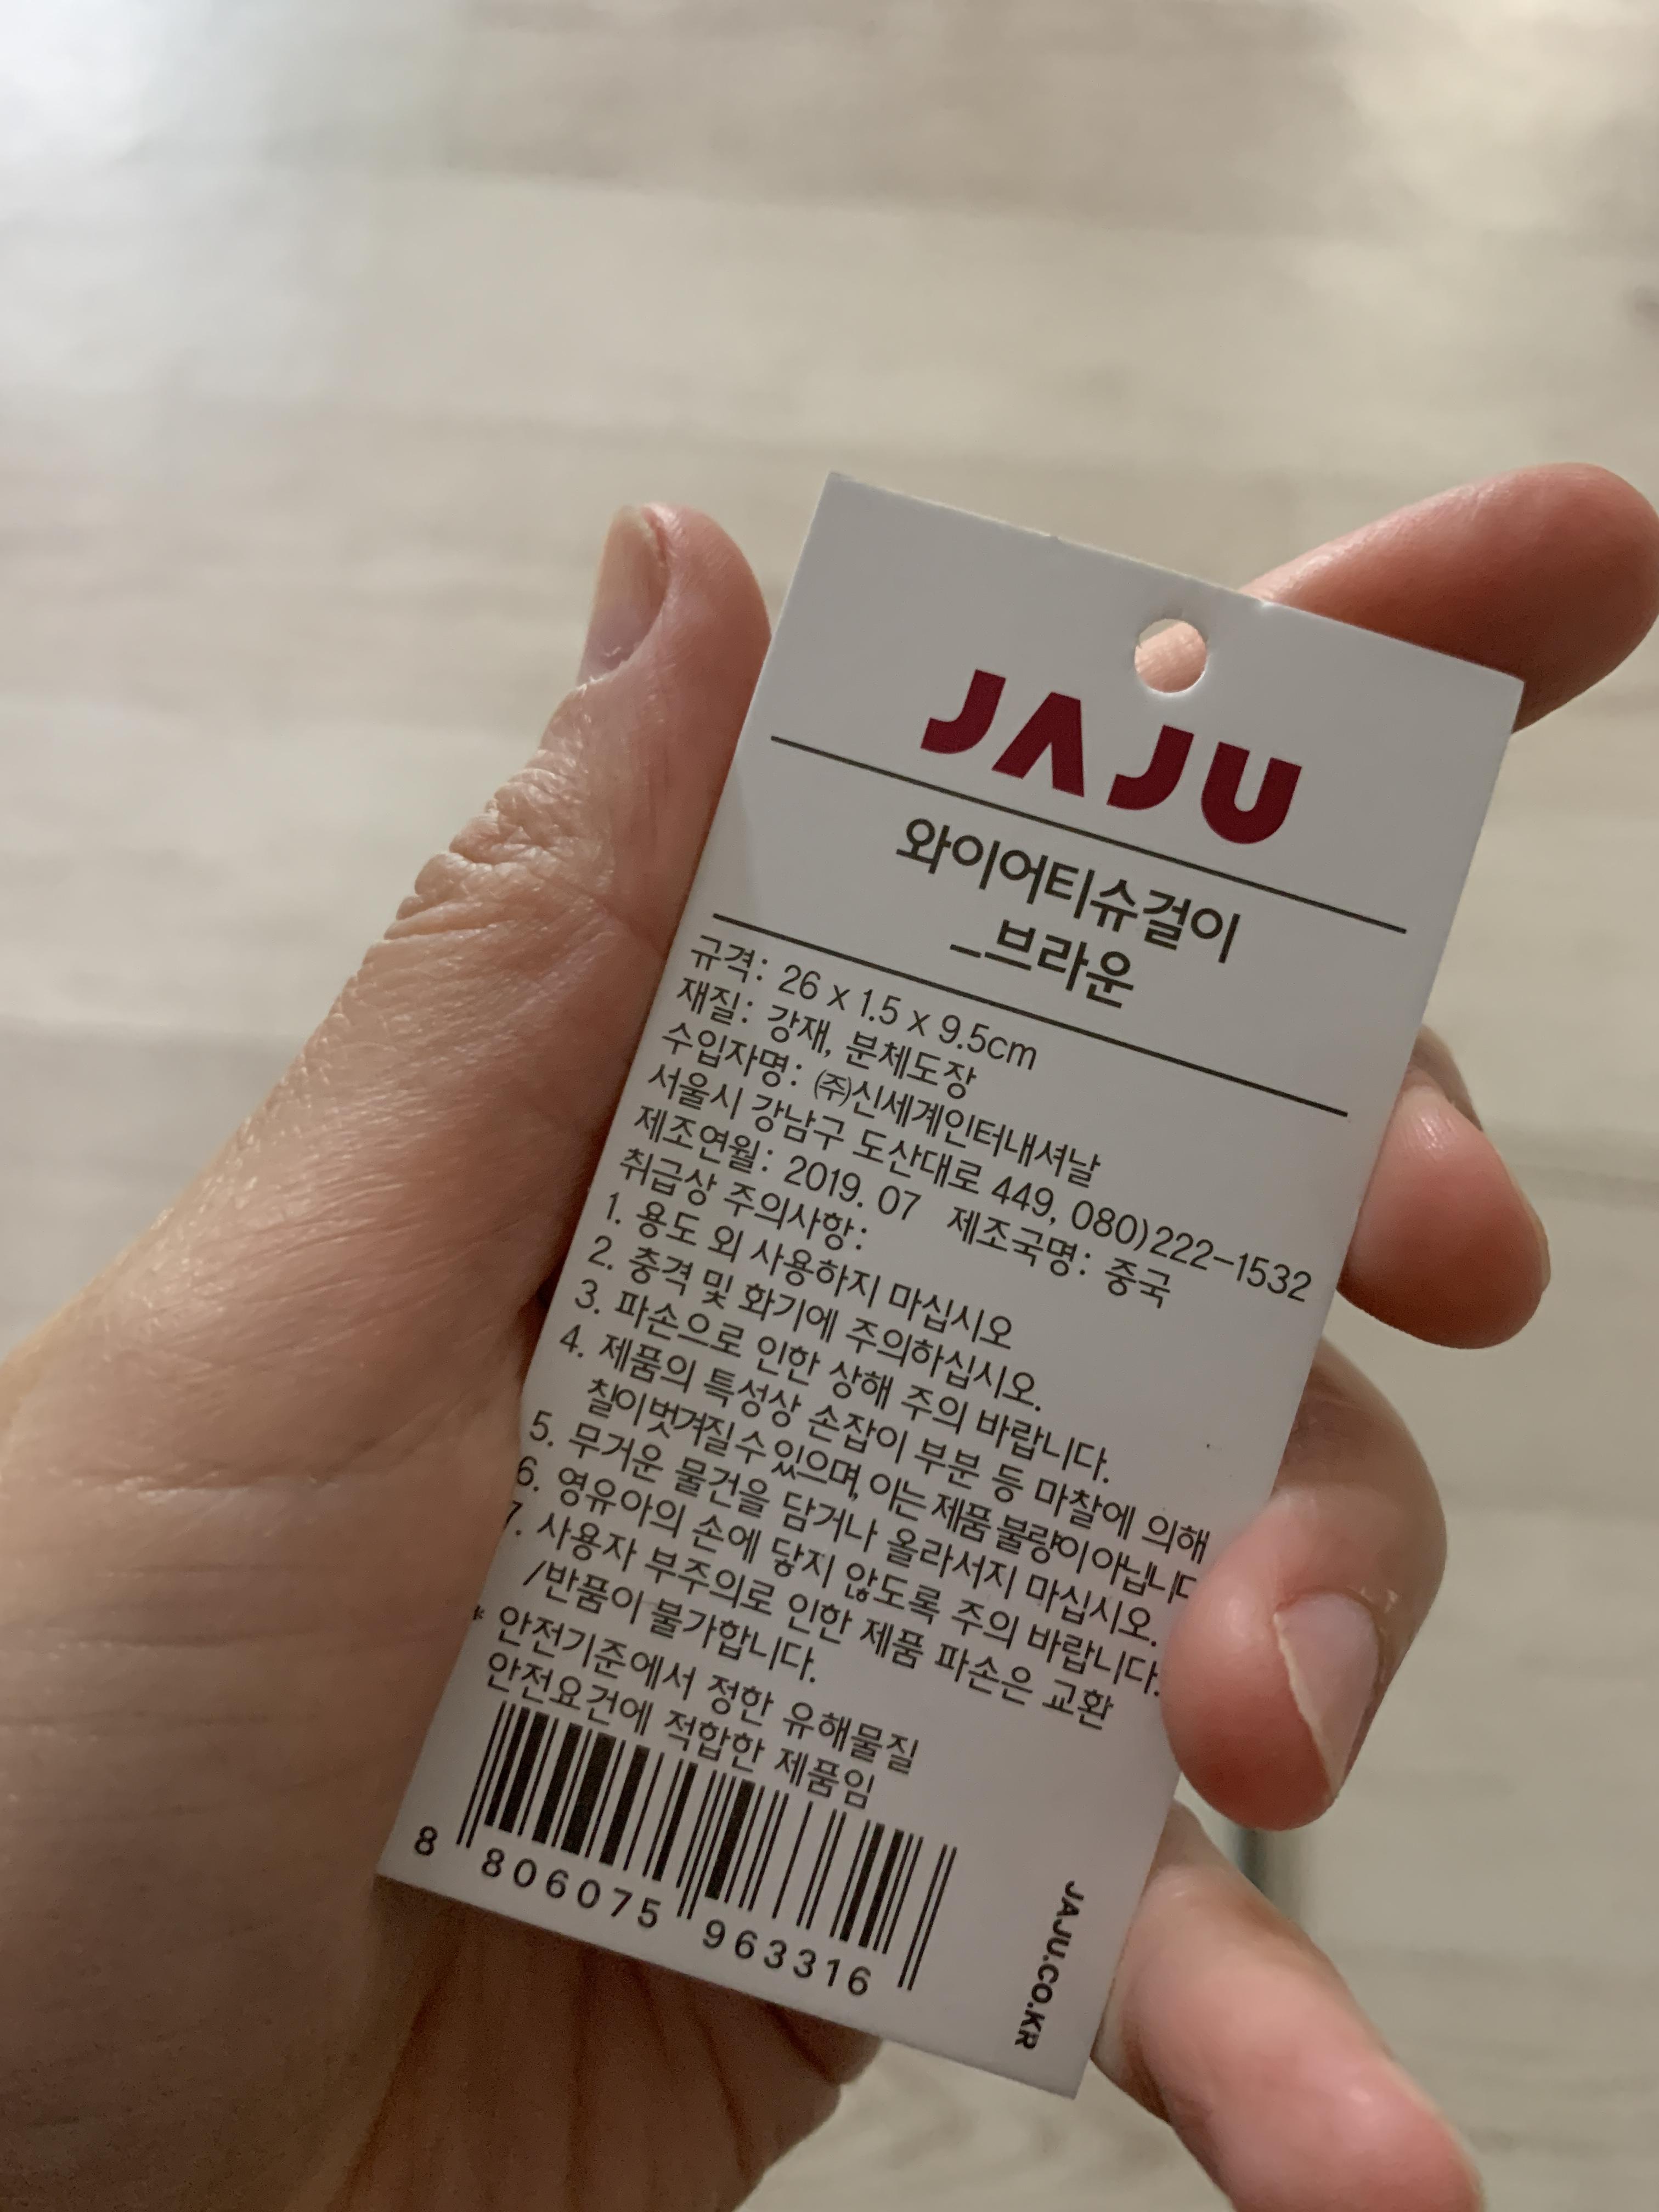 JAJU
와이어티슈걸이
_브라운
규격: 26 x 1.5 x 9.5cm
재질: 강재, 분체도장
수입자명: ㈜신세계인터내셔날
서울시 강남구 도산대로 449, 080)222-1532
제조연월: 2019. 07 제조국명: 중국
취급상 주의사항:
1. 용도 외 사용하지 마십시오
2. 충격 및 화기에 주의하십시오.
3. 파손으로 인한 상해 주의 바랍니다.
4. 제품의 특성상 손잡이 부분 등 마찰에 의해
칠이 벗겨질 수 있으며, 이는 제품 불량이 아닙니다
5. 무거운 물건을 담거나 올라서지 마십시오.
6. 영유아의 손에 닿지 않도록 주의 바랍니다.
7. 사용자 부주의로 인한 제품 파손은 교환
/반품이 불가합니다.
* 안전기준에서 정한 유해물질
안전요건에 적합한 제품임
8 806075 963316
JAJU.CO.KR